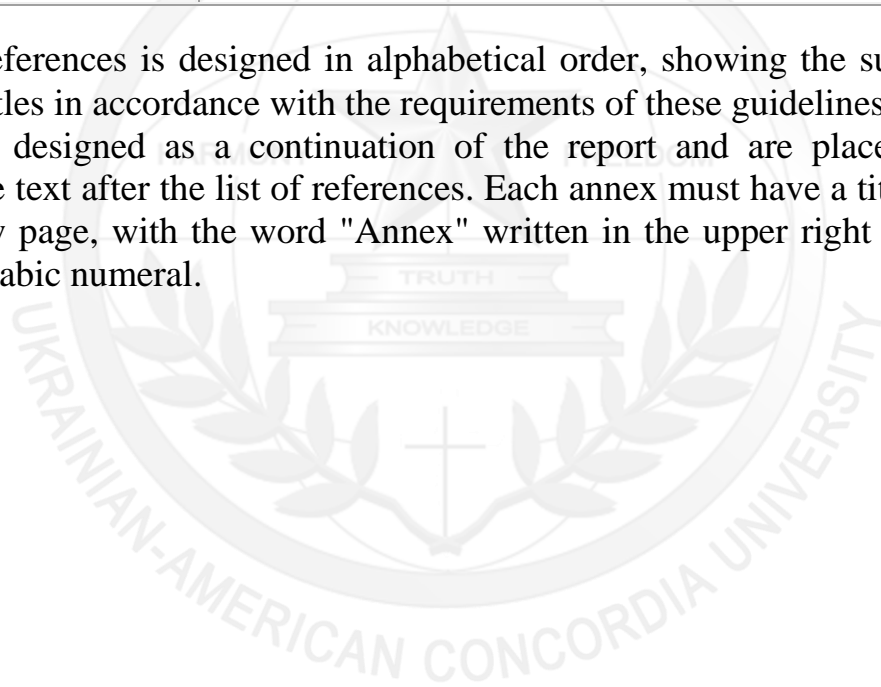 eferences is designed in alphabetical order, showing the su
tles in accordance with the requirements of these guidelines
designed as a continuation of the report and are place
HARMONY FREEDOM
e text after the list of references. Each annex must have a tit
y page, with the word "Annex" written in the upper right
abic numeral.
TRUTH
KNOWLEDGE
UKRAINIAN-AMERICAN CONCORDIA UNIVERSITY